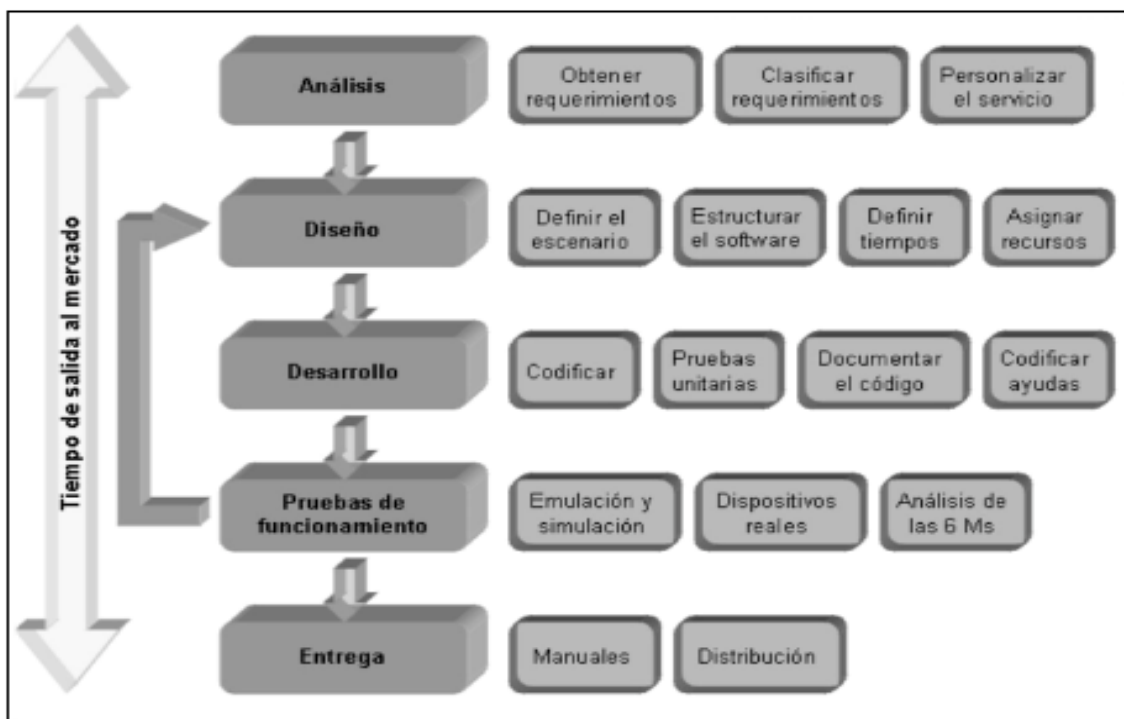 Tiempo de salida al mercado
Análisis
Obtener
requerimientos
Clasificar
requerimientos
Personalizar
el servicio
Diseño
Definir el
escenario
Estructurar
el software
Definir
tiempos
Asignar
recursos
Desarrollo
Codificar
Pruebas
unitarias
Documentar
el código
Codificar
ayudas
Pruebas de
funcionamiento
Emulación y
simulación
Dispositivos
reales
Análisis de
las 6 Ms
Entrega
Manuales
Distribución